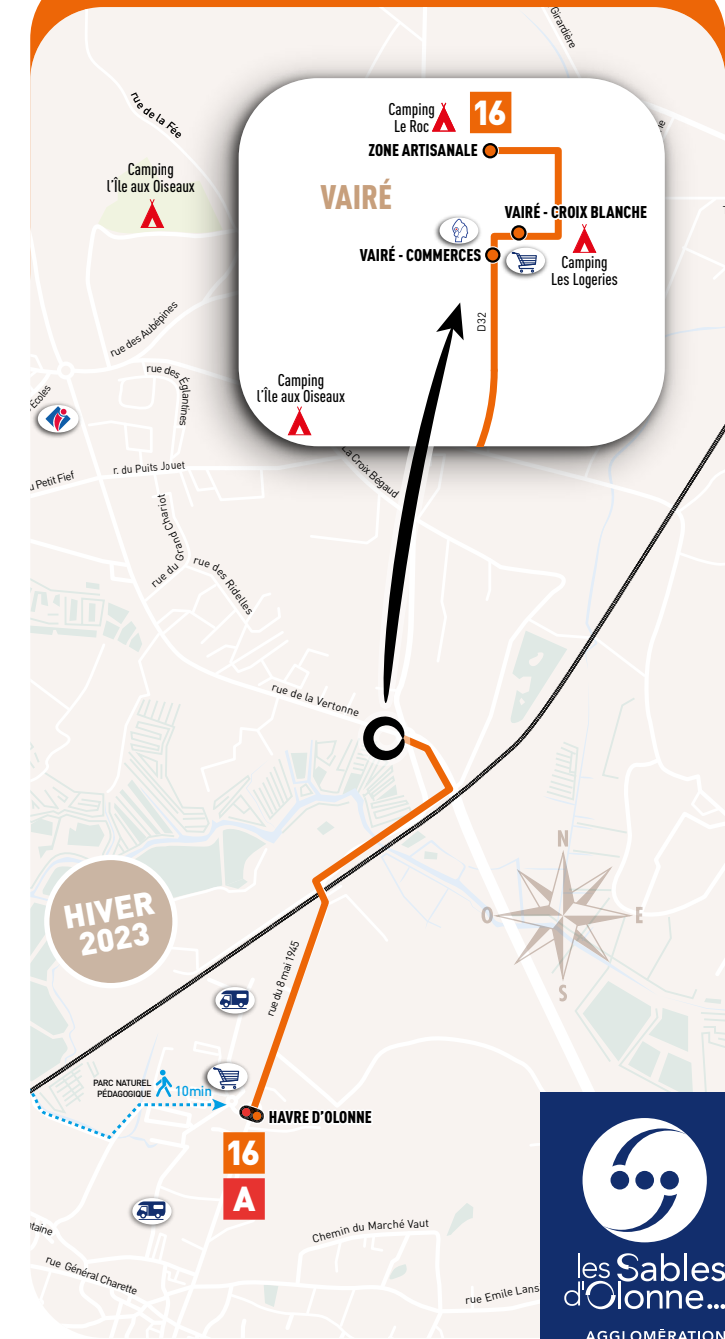 Girardière
rue de la Fée
Camping
Le Roc
16
ZONE ARTISANALE
Camping
l'Île aux Oiseaux
VAIRÉ
VAIRÉ - CROIX BLANCHE
VAIRÉ - COMMERCES
Camping
Les Logeries
D32
rue des Aubépines
rue des Églantines
Camping
l'Île aux Oiseaux
Écoles
La Croix Bégaud
Petit Fief
r. du Puits Jouet
rue du Grand Chariot
rue des Ridelles
rue de la Vertonne
N
O
E
S
HIVER
2023
rue du 8 mai 1945
PARC NATUREL
PÉDAGOGIQUE
10min
HAVRE D'OLONNE
16
A
Chemin du Marché Vaut
rue Général Charette
rue Emile Lans
les Sables
d'Olonne...
AGGLOMÉRATION